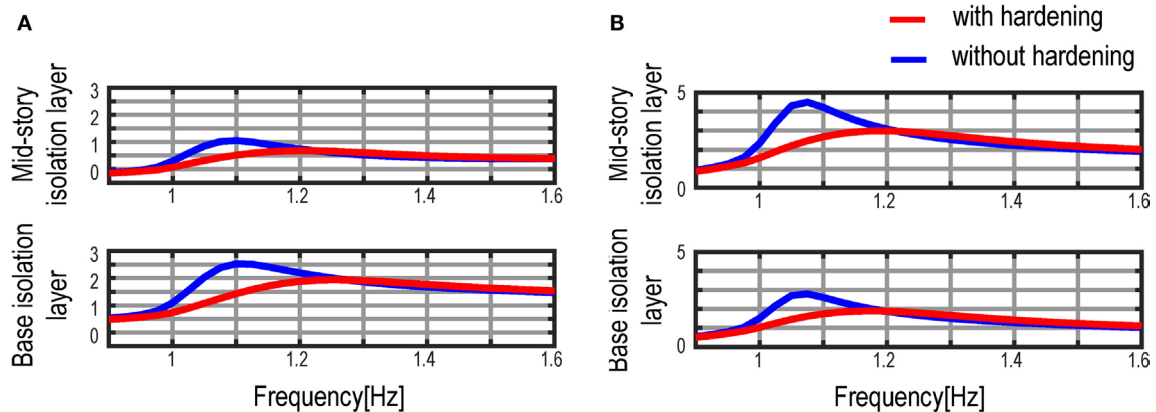 A
Mid-story
isolation layer
3
2
1
1
0
1
1.2
1.4
1.6
Base isolation
layer
3
2
1
0
1
1.2
1.4
1.6
Frequency[Hz]
B
with hardening
without hardening
Mid-story
isolation layer
5
0
1
1.2
1.4
1.6
Base isolation
layer
5
0
1
1.2
1.4
1.6
Frequency[Hz]